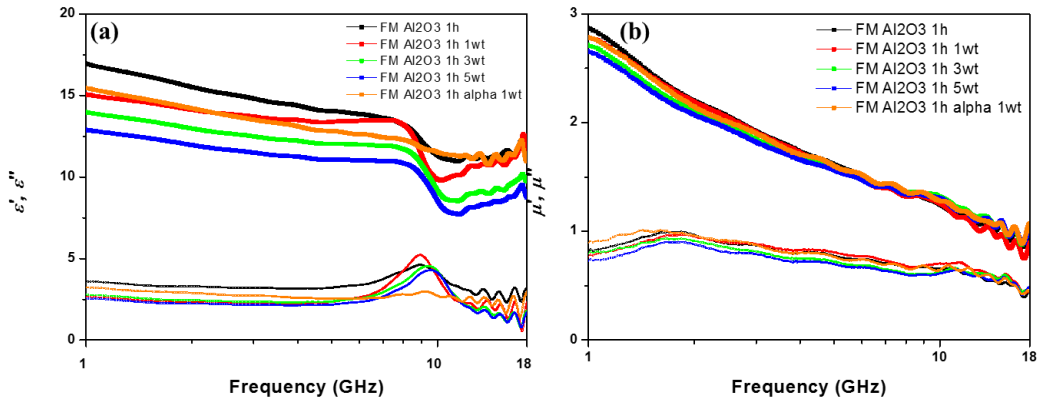 (a)
FM Al2O3 1h
FM Al2O3 1h 1wt
FM Al2O3 1h 3wt
FM Al2O3 1h 5wt
FM Al2O3 1h alpha 1wt
20
15
10
5
0
ε', ε''
1
10
18
Frequency (GHz)
(b)
FM Al2O3 1h
FM Al2O3 1h 1wt
FM Al2O3 1h 3wt
FM Al2O3 1h 5wt
FM Al2O3 1h alpha 1wt
3
2
1
0
μ', μ''
1
10
18
Frequency (GHz)